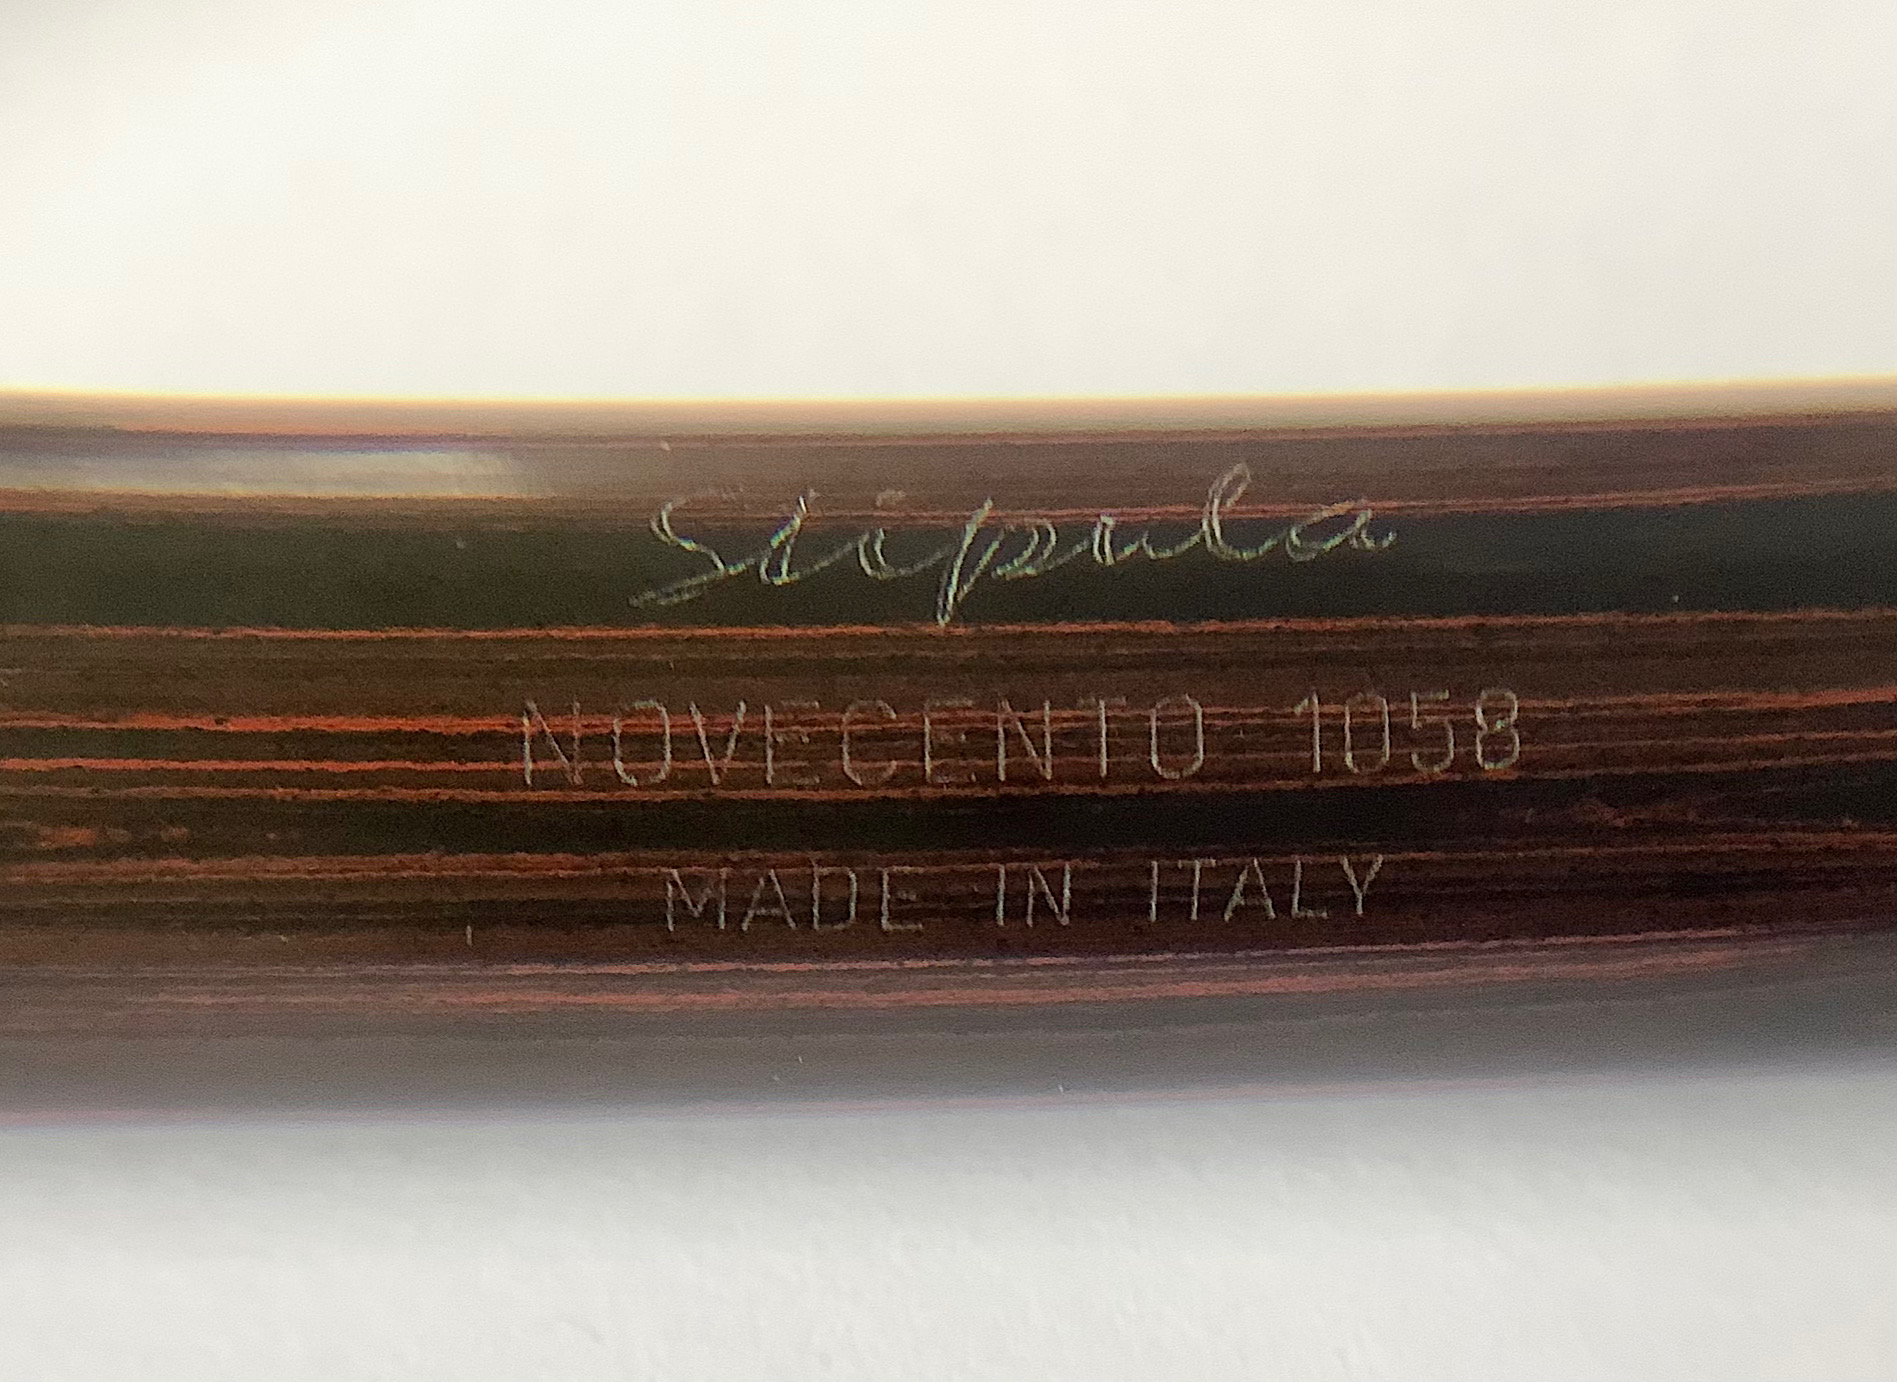 Stipula
NOVECENTO 1058
MADE IN ITALY